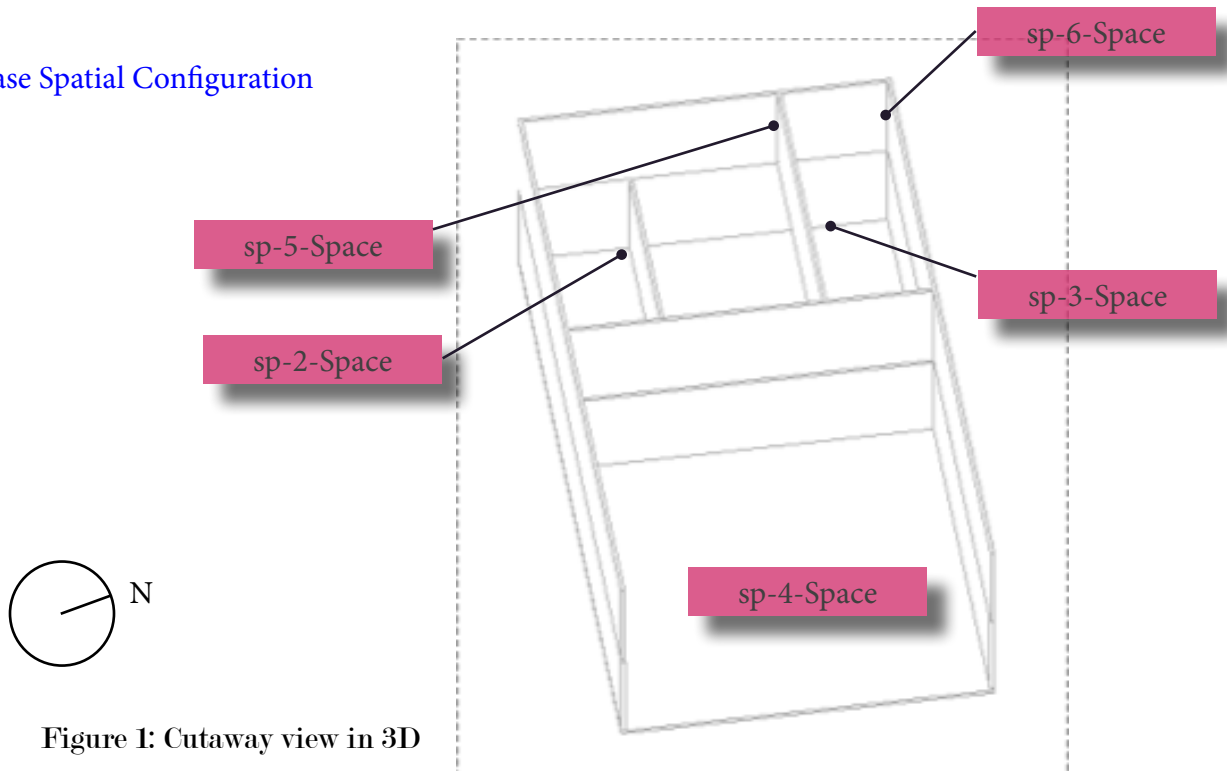 sp-6-Space
ase Spatial Configuration
sp-5-Space
sp-3-Space
sp-2-Space
sp-4-Space
N
Figure 1: Cutaway view in 3D